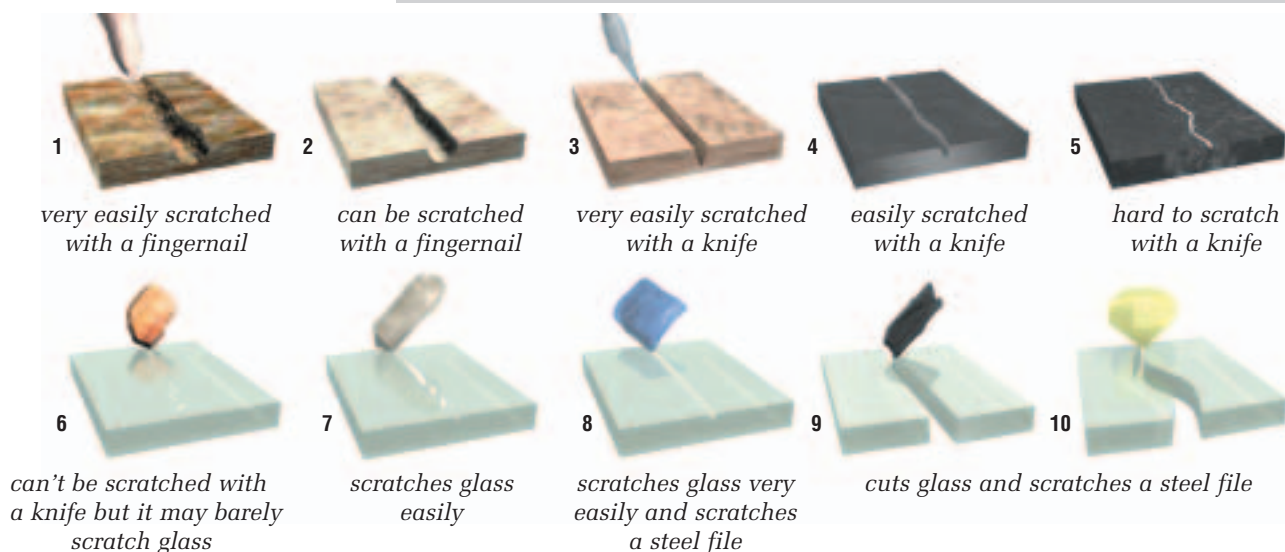 1
very easily scratched
with a fingernail
2
can be scratched
with a fingernail
3
very easily scratched
with a knife
4
easily scratched
with a knife
5
hard to scratch
with a knife
6
can't be scratched with
a knife but it may barely
scratch glass
7
scratches glass
easily
8
scratches glass very
easily and scratches
a steel file
9
10
cuts glass and scratches a steel file